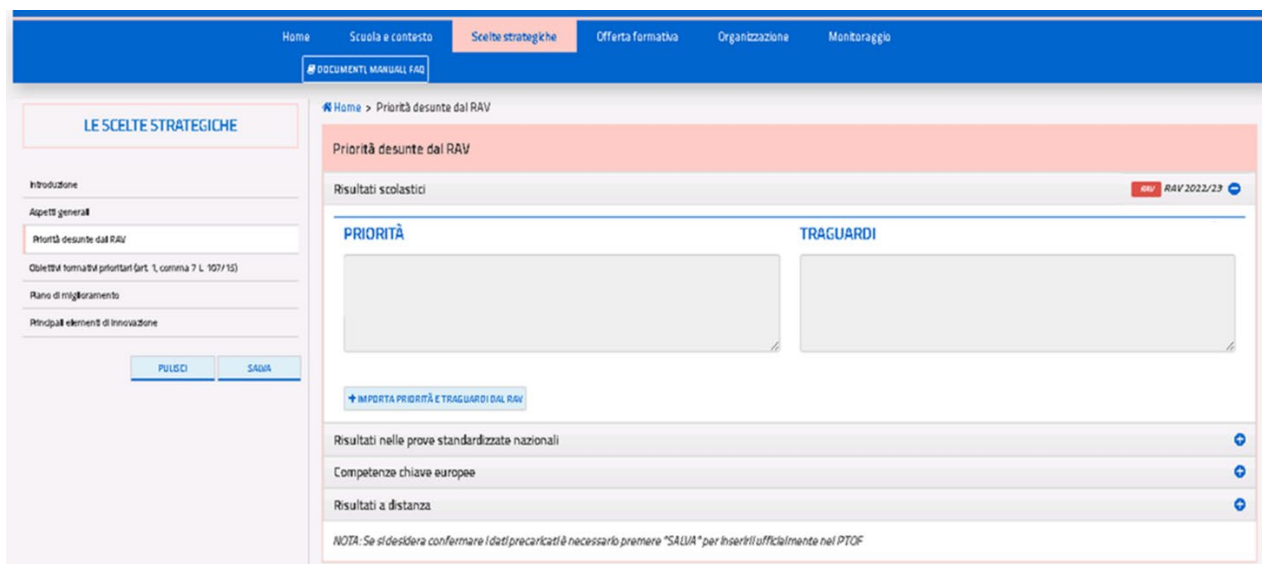 Home Scuola e contesto Scelte strategiche Offerta formativa Organizzazione Monitoraggio
DOCUMENTI, MANUALI, FAQ
LE SCELTE STRATEGICHE
Introduzione
Aspetti generali
Priorità desunte dal RAV
Obiettivi formativi prioritari (art. 1, comma 7 L. 107/15)
Piano di miglioramento
Principali elementi di innovazione
PULISCI SALVA
Home > Priorità desunte dal RAV
Priorità desunte dal RAV
Risultati scolastici RAV RAV 2022/23
PRIORITÀ TRAGUARDI
+ IMPORTA PRIORITÀ E TRAGUARDI DAL RAV
Risultati nelle prove standardizzate nazionali
Competenze chiave europee
Risultati a distanza
NOTA: Se si desidera confermare i dati precaricati è necessario premere "SALVA" per inserirli ufficialmente nel PTOF